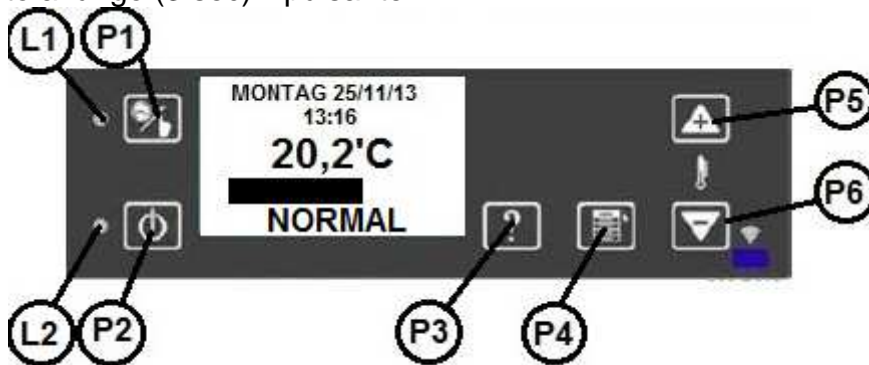 L1 P1
MONTAG 25/11/13
13:16
20,2'C
NORMAL
?
+
-
P5
P6
L2 P2 P3 P4